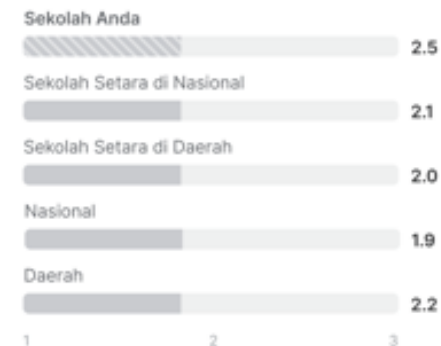 Sekolah Anda
2.5
Sekolah Setara di Nasional
2.1
Sekolah Setara di Daerah
2.0
Nasional
1.9
Daerah
2.2
1 2 3